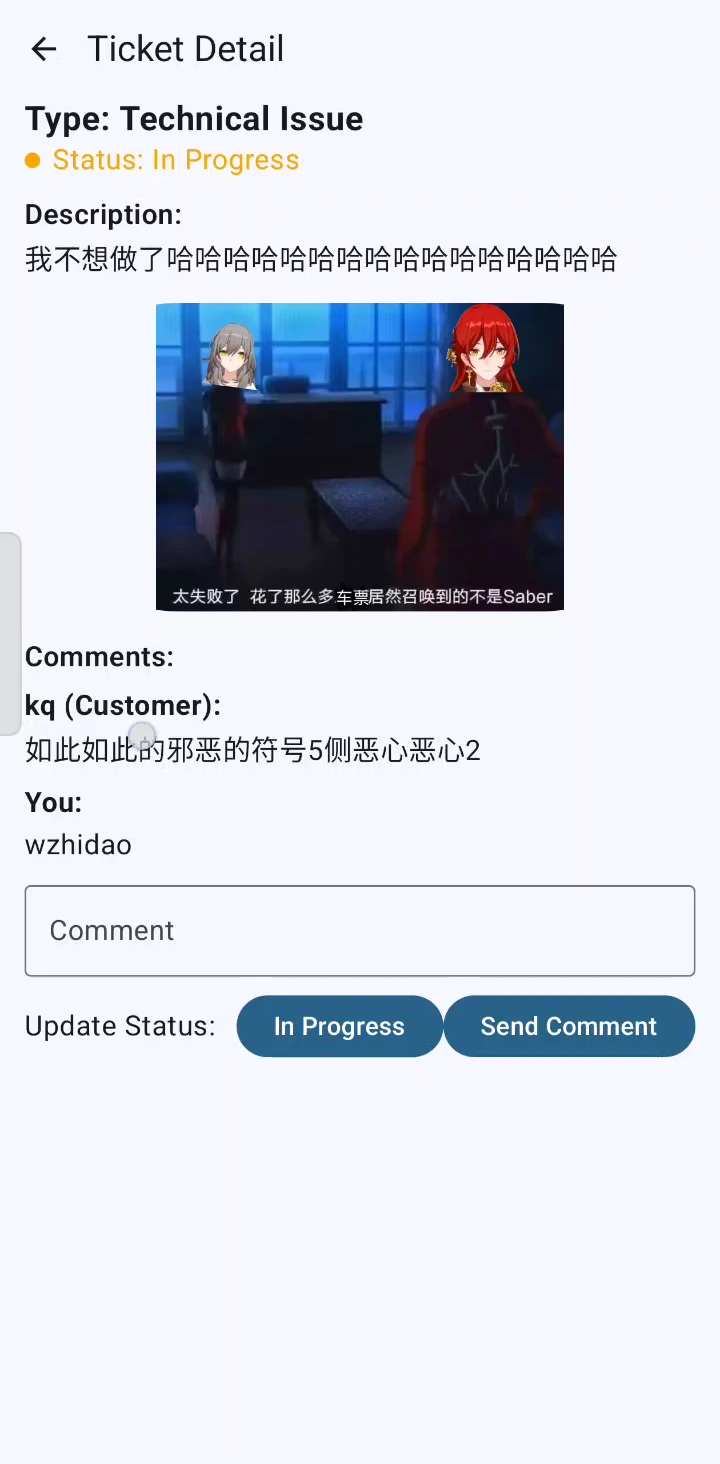 Ticket Detail
Type: Technical Issue
Status: In Progress
Description:
我不想做了哈哈哈哈哈哈哈哈哈哈哈哈哈哈哈哈
太失败了 花了那么多车票居然召唤到的不是Saber
Comments:
kq (Customer):
如此如此的邪恶的符号5侧恶心恶心2
You:
wzhidao
Comment
Update Status: In Progress Send Comment